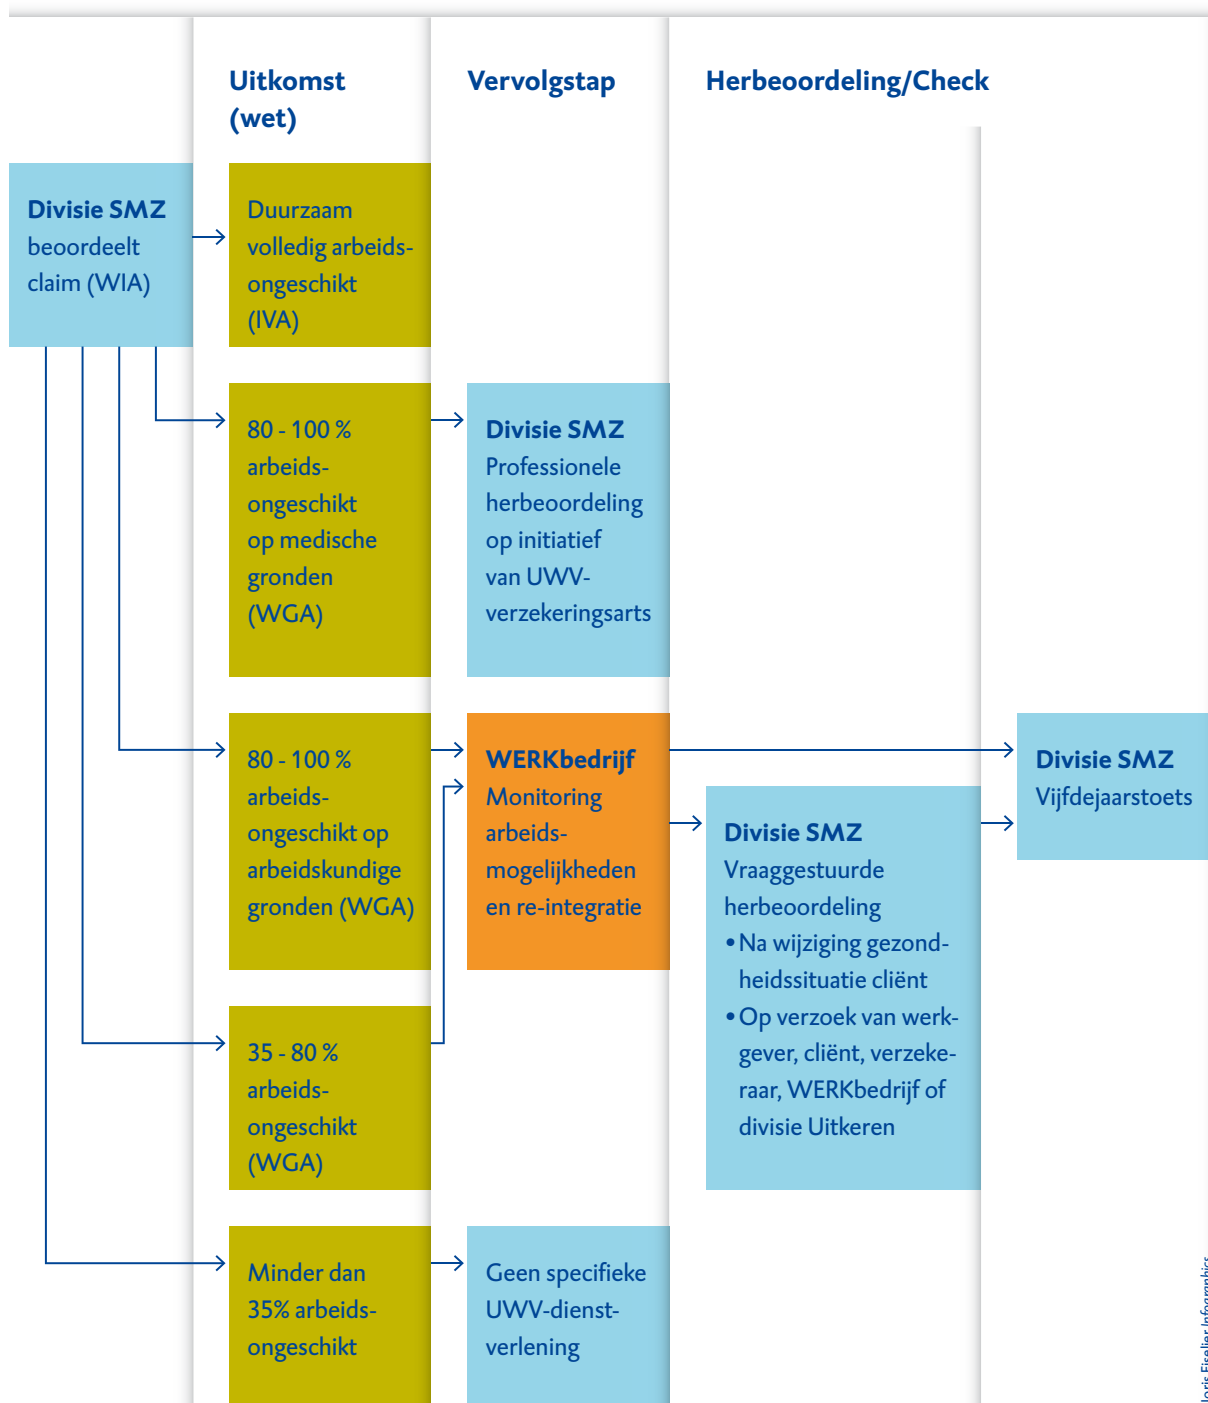 Uitkomst
(wet)
Vervolgstap
Herbeoordeling/Check
Divisie SMZ
beoordeelt
claim (WIA)
Duurzaam
volledig arbeids-
ongeschikt
(IVA)
80 - 100 %
arbeids-
ongeschikt
op medische
gronden
(WGA)
Divisie SMZ
Professionele
herbeoordeling
op initiatief
van UWV-
verzekeringsarts
80 - 100 %
arbeids-
ongeschikt op
arbeidskundige
gronden (WGA)
WERKbedrijf
Monitoring
arbeids-
mogelijkheden
en re-integratie
Divisie SMZ
Vraaggestuurde
herbeoordeling
• Na wijziging gezond-
heidssituatie cliënt
• Op verzoek van werk-
gever, cliënt, verzeke-
raar, WERKbedrijf of
divisie Uitkeren
Divisie SMZ
Vijfdejaarstoets
35 - 80 %
arbeids-
ongeschikt
(WGA)
Minder dan
35% arbeids-
ongeschikt
Geen specifieke
UWV-dienst-
verlening
Joris Fiselier Infographics